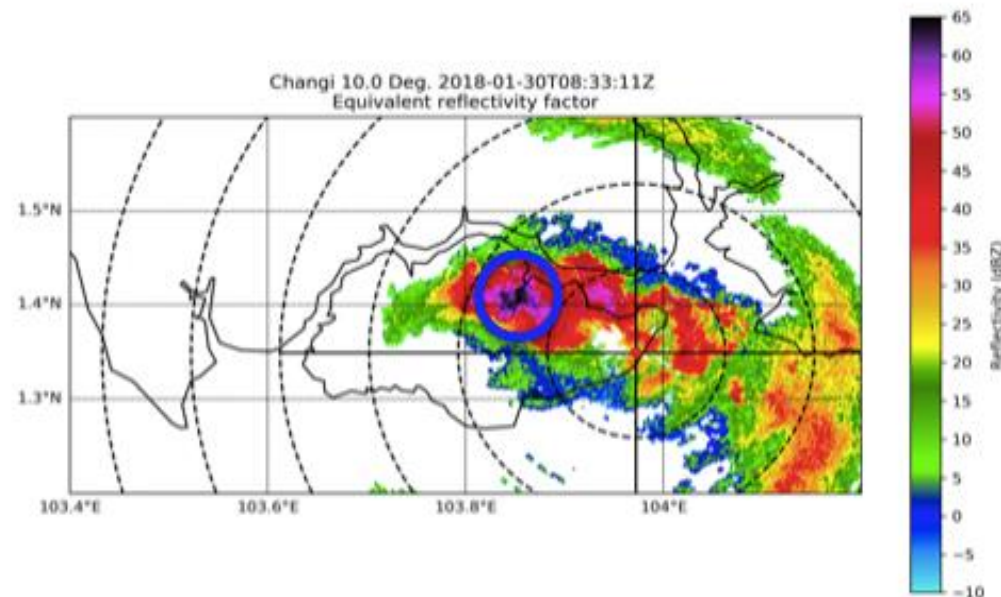 Changi 10.0 Deg. 2018-01-30T08:33:11Z
Equivalent reflectivity factor
1.5°N
1.4°N
1.3°N
103.4°E 103.6°E 103.8°E 104°E
65
60
55
50
45
40
35
30
25
20
15
10
5
0
−5
−10
Reflectivity (dBZ)